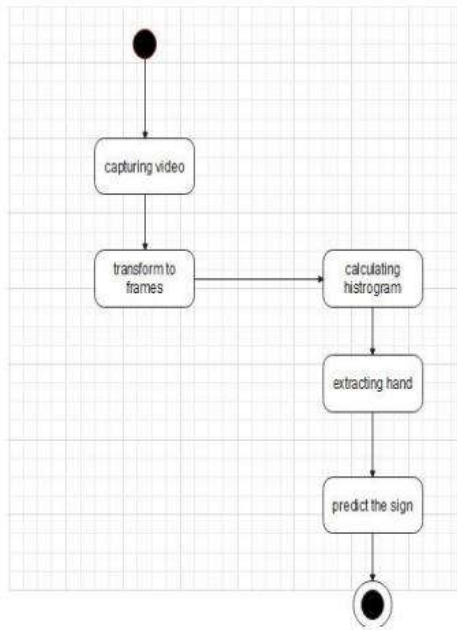 capturing video
transform to
frames
calculating
histrogram
extracting hand
predict the sign